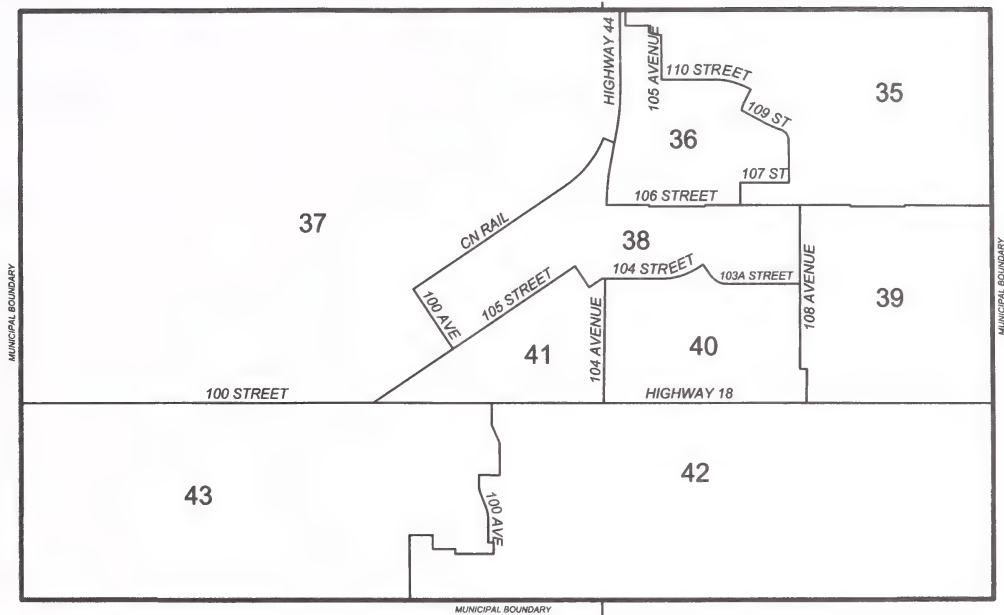 HIGHWAY 44
105 AVENUE
110 STREET
35
109 ST
36
107 ST
106 STREET
37
CN RAIL
38
104 STREET
103A STREET
MUNICIPAL BOUNDARY
100 AVE
105 STREET
108 AVENUE
39
MUNICIPAL BOUNDARY
41
104 AVENUE
40
100 STREET
HIGHWAY 18
43
42
100 AVE
MUNICIPAL BOUNDARY